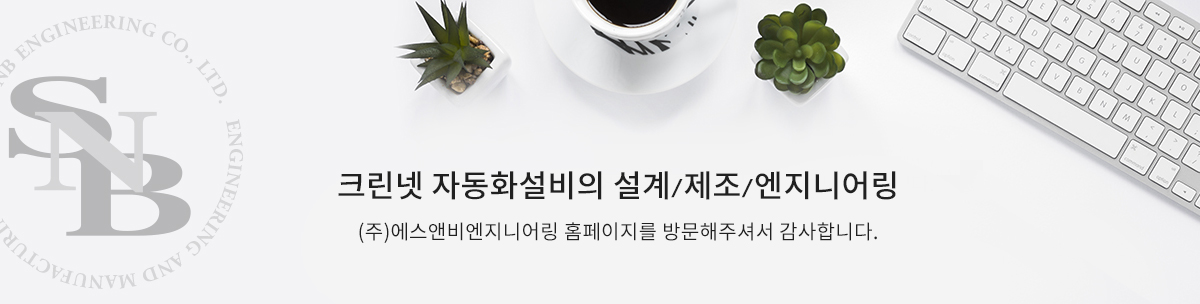 SNB ENGINEERING CO., LTD.
ENGINEERING AND MANUFACTURIN
SNB
크린넷 자동화설비의 설계/제조/엔지니어링
(주)에스앤비엔지니어링 홈페이지를 방문해주셔서 감사합니다.